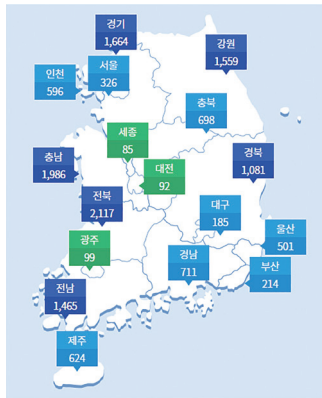 경기
1,664
강원
1,559
서울
326
인천
596
충북
698
세종
85
경북
1,081
충남
1,986
대전
92
전북
2,117
대구
185
울산
501
광주
99
경남
711
부산
214
전남
1,465
제주
624